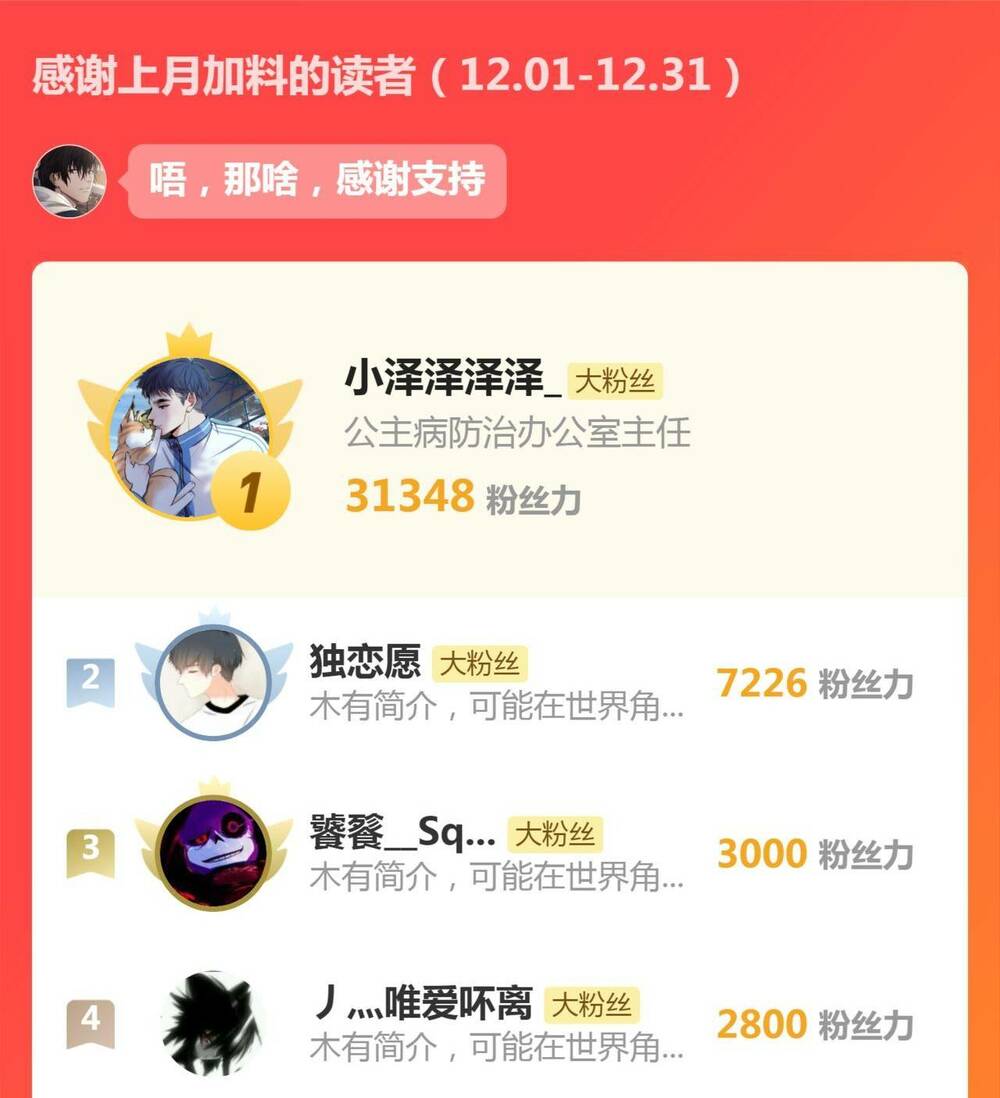 感谢上月加料的读者（12.01-12.31）
唔，那啥，感谢支持
小泽泽泽泽_ 大粉丝
公主病防治办公室主任
1
31348 粉丝力
2
独恋愿 大粉丝
木有简介，可能在世界角...
7226 粉丝力
3
饕餮__Sq... 大粉丝
木有简介，可能在世界角...
3000 粉丝力
4
丿灬唯爱吥离 大粉丝
木有简介，可能在世界角...
2800 粉丝力